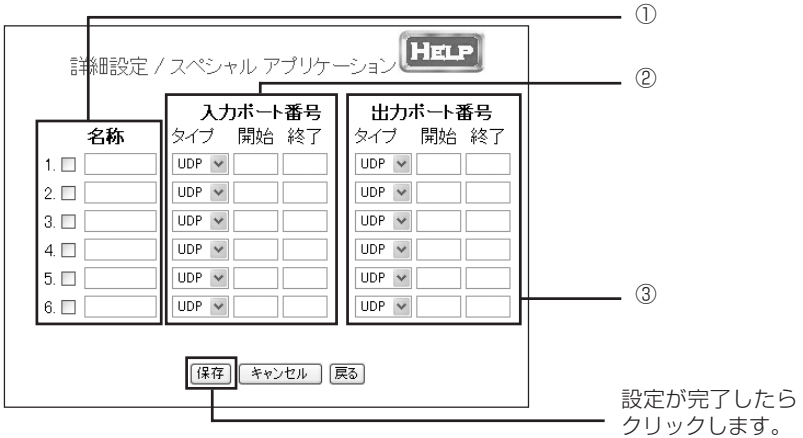 ①
HELP
詳細設定 / スペシャル アプリケーション
②
入力ポート番号 出力ポート番号
名称 タイプ 開始 終了 タイプ 開始 終了
1. UDP UDP
2. UDP UDP
3. UDP UDP
4. UDP UDP
5. UDP UDP
6. UDP UDP
③
保存 キャンセル 戻る
設定が完了したら
クリックします。